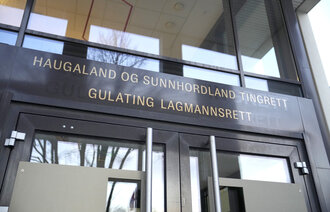 HAUGALAND OG SUNNHORDLAND TINGRETT
GULATING LAGMANNSRETT